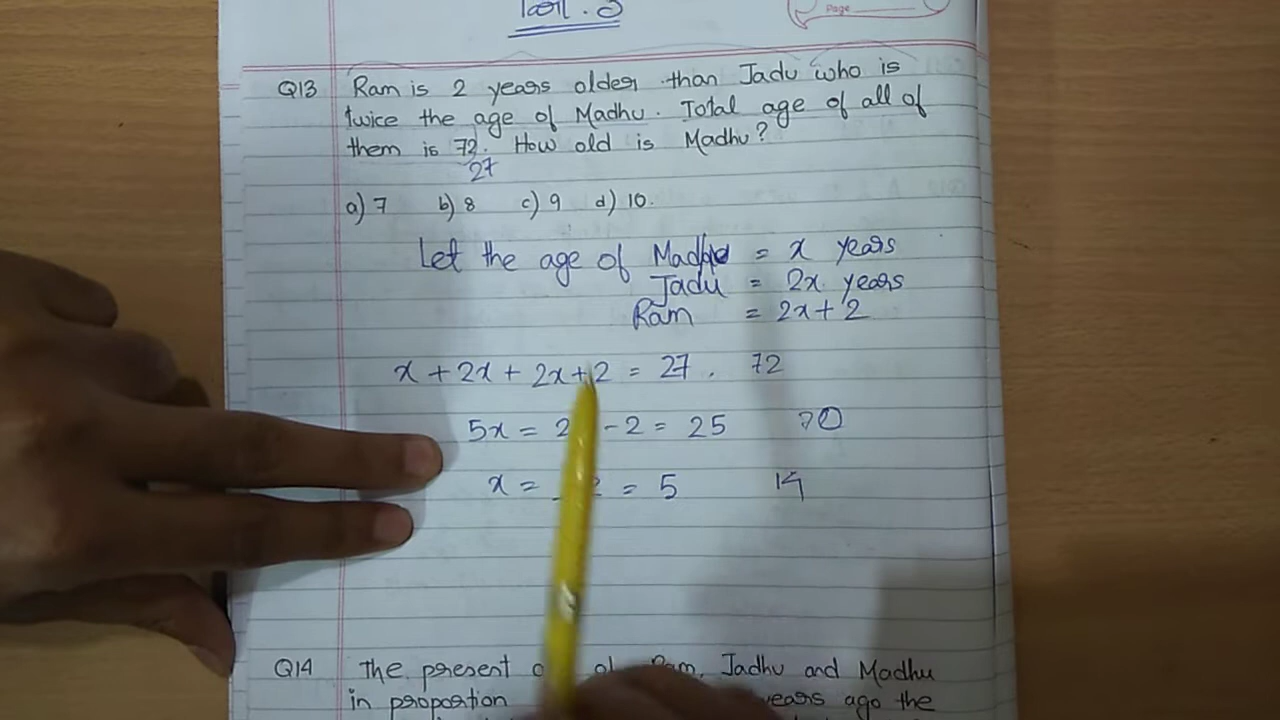 Page
Q13 Ram is 2 years older than Jadu who is
twice the age of Madhu. Total age of all of
them is 72. How old is Madhu?
27
a) 7 b) 8 c) 9 d) 10.
Let the age of Madhu = x years
Jadu = 2x years
Ram = 2x + 2
x + 2x + 2x + 2 = 27. 72
5x = 2 - 2 = 25 70
x = = 5 14
Q14 The present of Ram, Jadhu and Madhu
in proportion years ago the